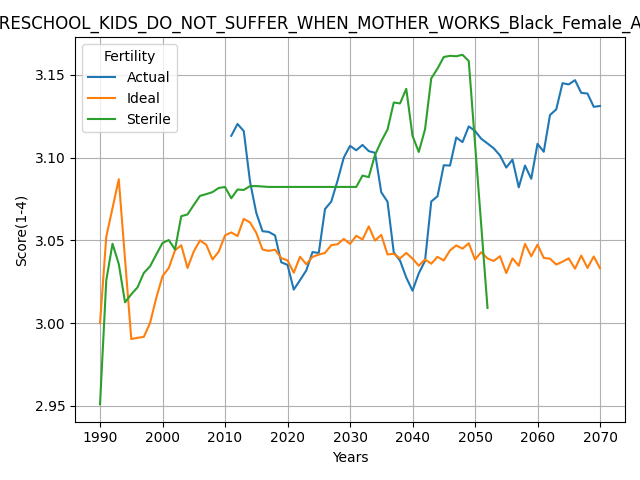 RESCHOOL_KIDS_DO_NOT_SUFFER_WHEN_MOTHER_WORKS_Black_Female_A
Fertility
Actual
Ideal
Sterile
Score(1-4)
3.15
3.10
3.05
3.00
2.95
1990 2000 2010 2020 2030 2040 2050 2060 2070
Years